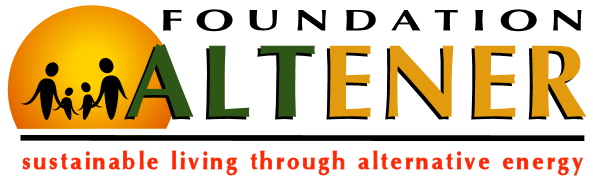 FOUNDATION
ALTENER
sustainable living through alternative energy